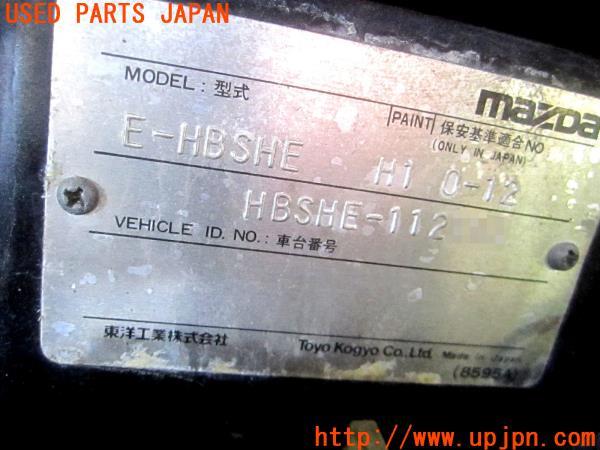 USED PARTS JAPAN
mazda
MODEL : 型式
PAINT 保安基準適合NO
(ONLY IN JAPAN)
E-HBSHE H1 0-12
HBSHE-112
VEHICLE ID. NO. : 車台番号
東洋工業株式会社 Toyo Kogyo Co., Ltd. Made in Japan
(8595A)
http://www.upjpn.com